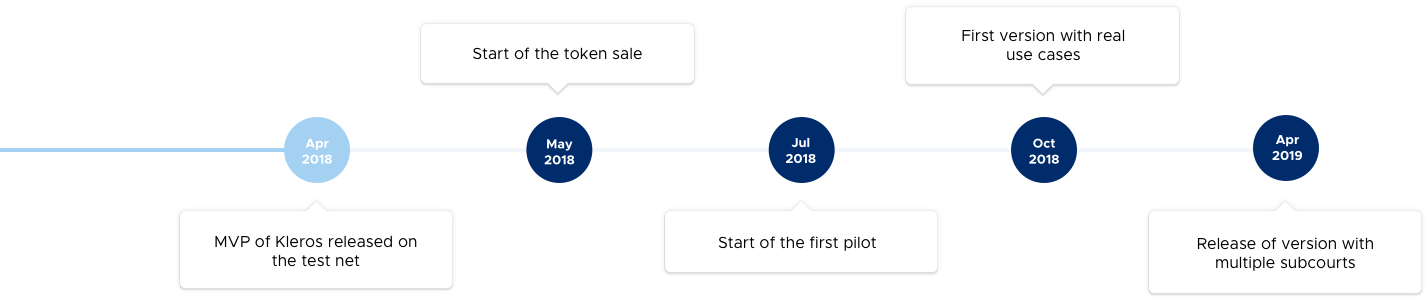 Apr
2018
MVP of Kleros released on
the test net
May
2018
Start of the token sale
Jul
2018
Start of the first pilot
Oct
2018
First version with real
use cases
Apr
2019
Release of version with
multiple subcourts